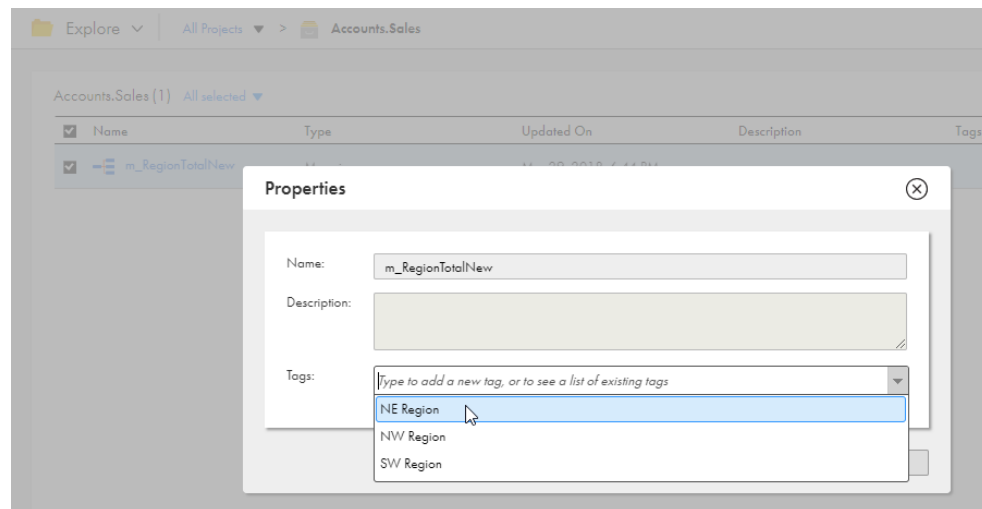 Explore All Projects > Accounts.Sales
Accounts.Sales (1) All selected
Name Type Updated On Description Tags
m_RegionTotalNew
Properties
Name: m_RegionTotalNew
Description:
Tags: Type to add a new tag, or to see a list of existing tags
NE Region
NW Region
SW Region